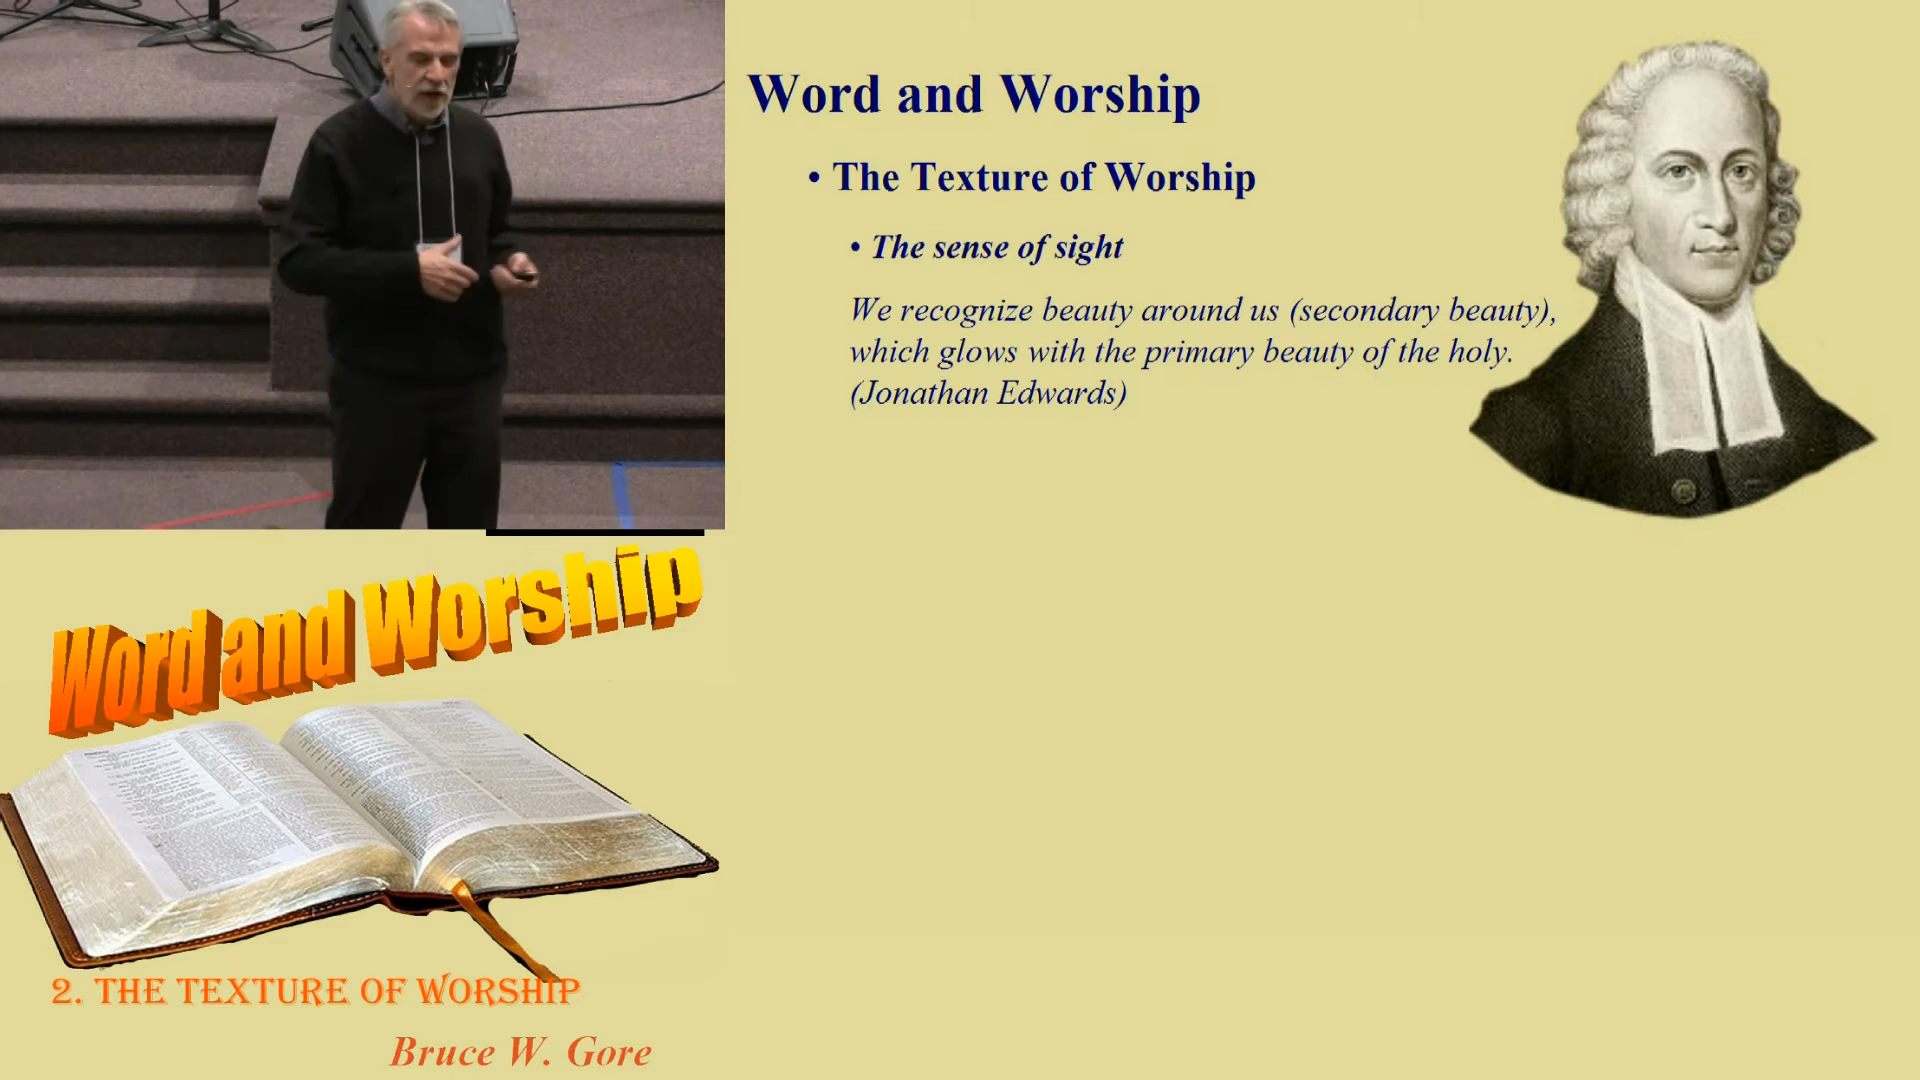 Word and Worship
• The Texture of Worship
• The sense of sight
We recognize beauty around us (secondary beauty),
which glows with the primary beauty of the holy.
(Jonathan Edwards)
Word and Worship
2. THE TEXTURE OF WORSHIP
Bruce W. Gore